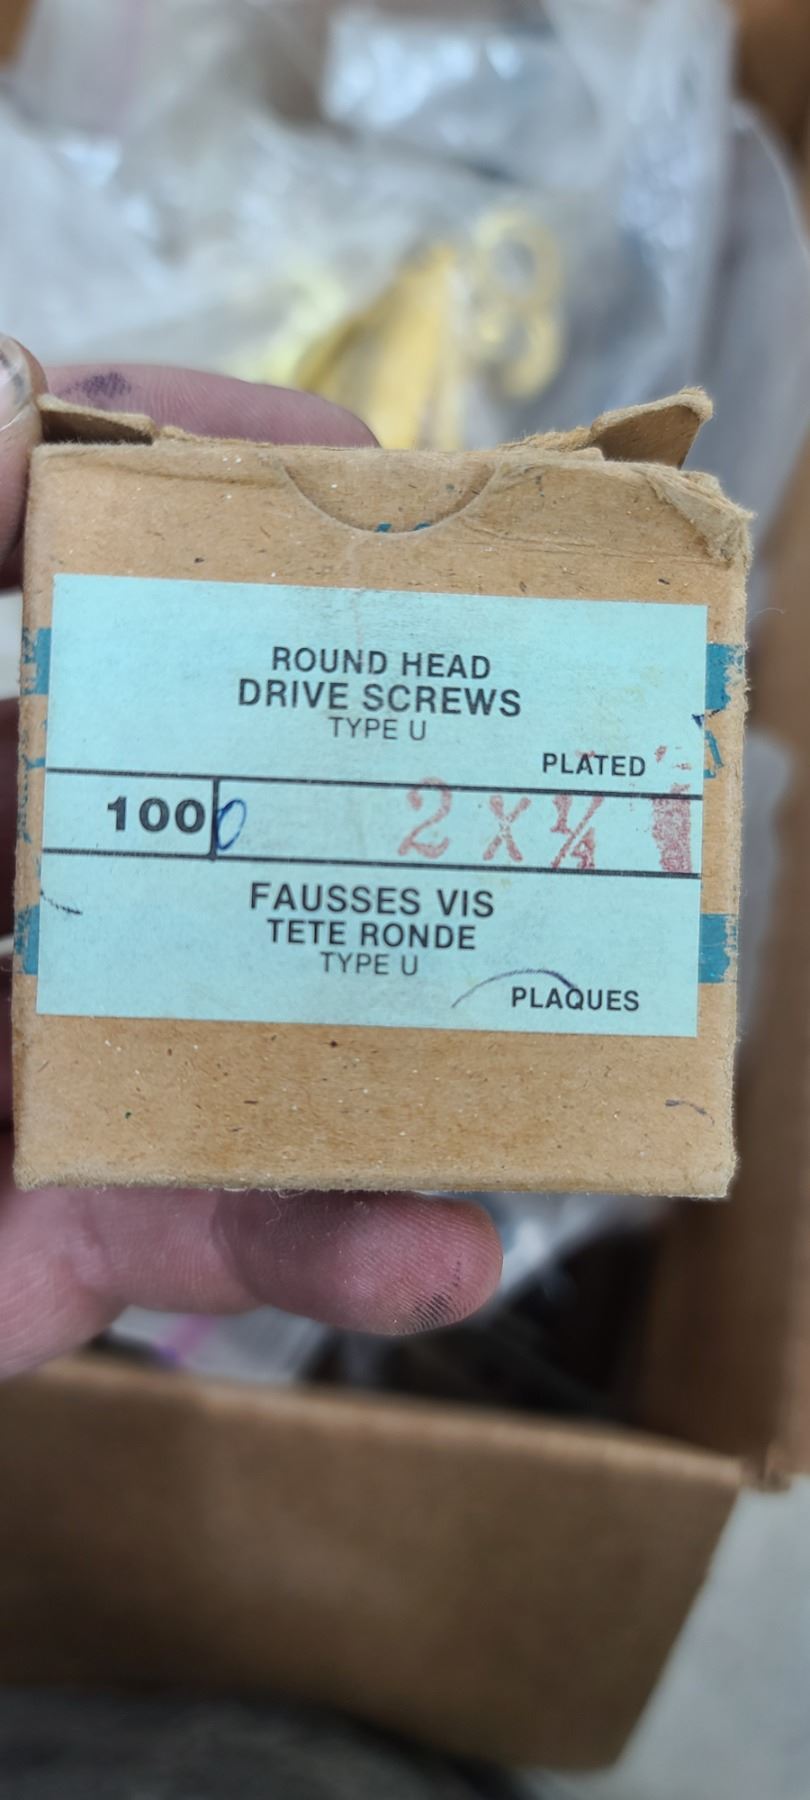 ROUND HEAD
DRIVE SCREWS
TYPE U
PLATED
1000 2 x 1/4
FAUSSES VIS
TETE RONDE
TYPE U
PLAQUES